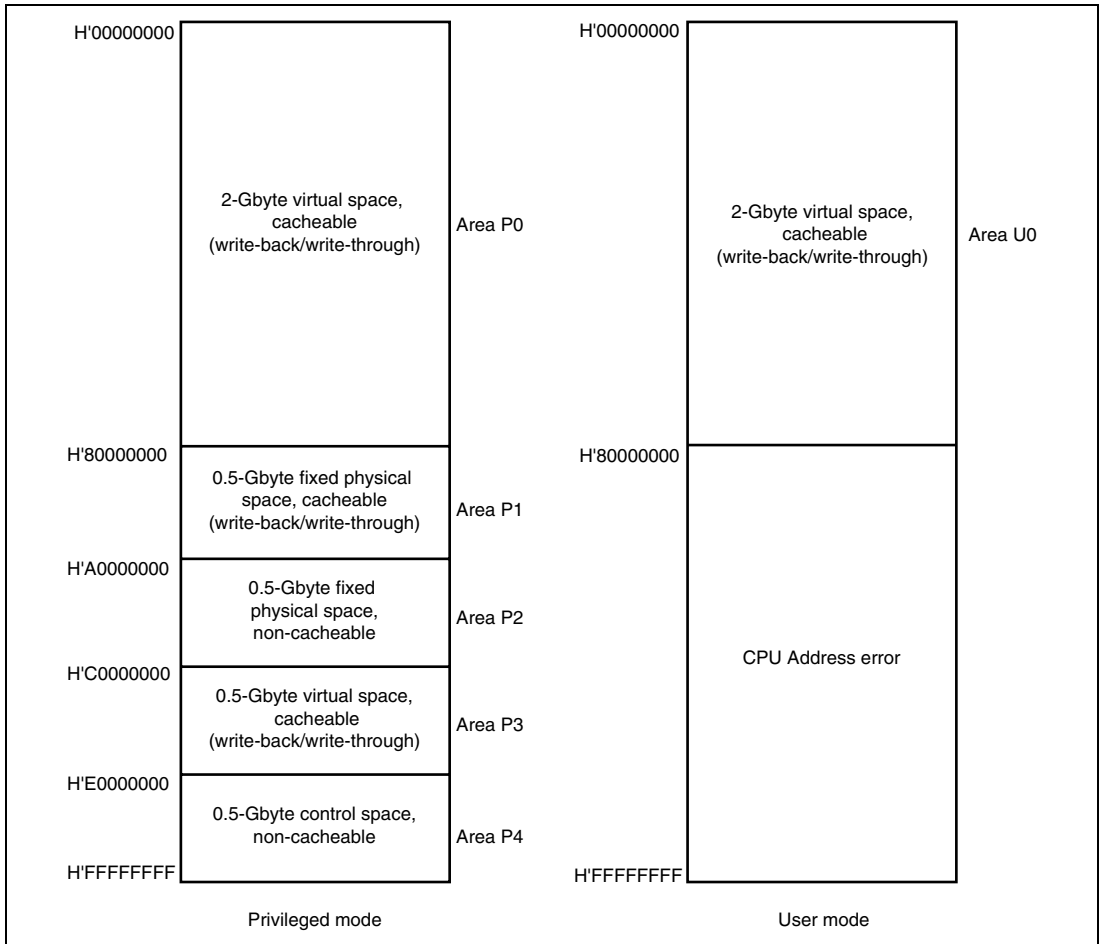 H'00000000
2-Gbyte virtual space,
cacheable
(write-back/write-through)
Area P0
H'80000000
0.5-Gbyte fixed physical
space, cacheable
(write-back/write-through)
Area P1
H'A0000000
0.5-Gbyte fixed
physical space,
non-cacheable
Area P2
H'C0000000
0.5-Gbyte virtual space,
cacheable
(write-back/write-through)
Area P3
H'E0000000
0.5-Gbyte control space,
non-cacheable
Area P4
H'FFFFFFFF
Privileged mode
H'00000000
2-Gbyte virtual space,
cacheable
(write-back/write-through)
Area U0
H'80000000
CPU Address error
H'FFFFFFFF
User mode